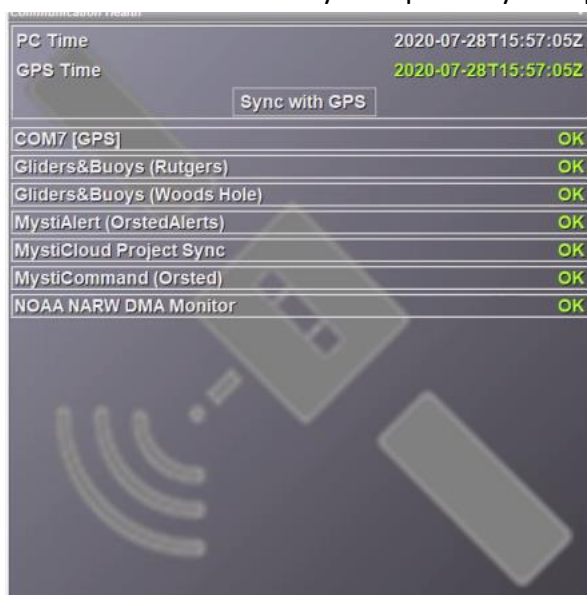 Communication Health
PC Time 2020-07-28T15:57:05Z
GPS Time 2020-07-28T15:57:05Z
Sync with GPS
COM7 [GPS] OK
Gliders&Buoys (Rutgers) OK
Gliders&Buoys (Woods Hole) OK
MystiAlert (OrstedAlerts) OK
MystiCloud Project Sync OK
MystiCommand (Orsted) OK
NOAA NARW DMA Monitor OK